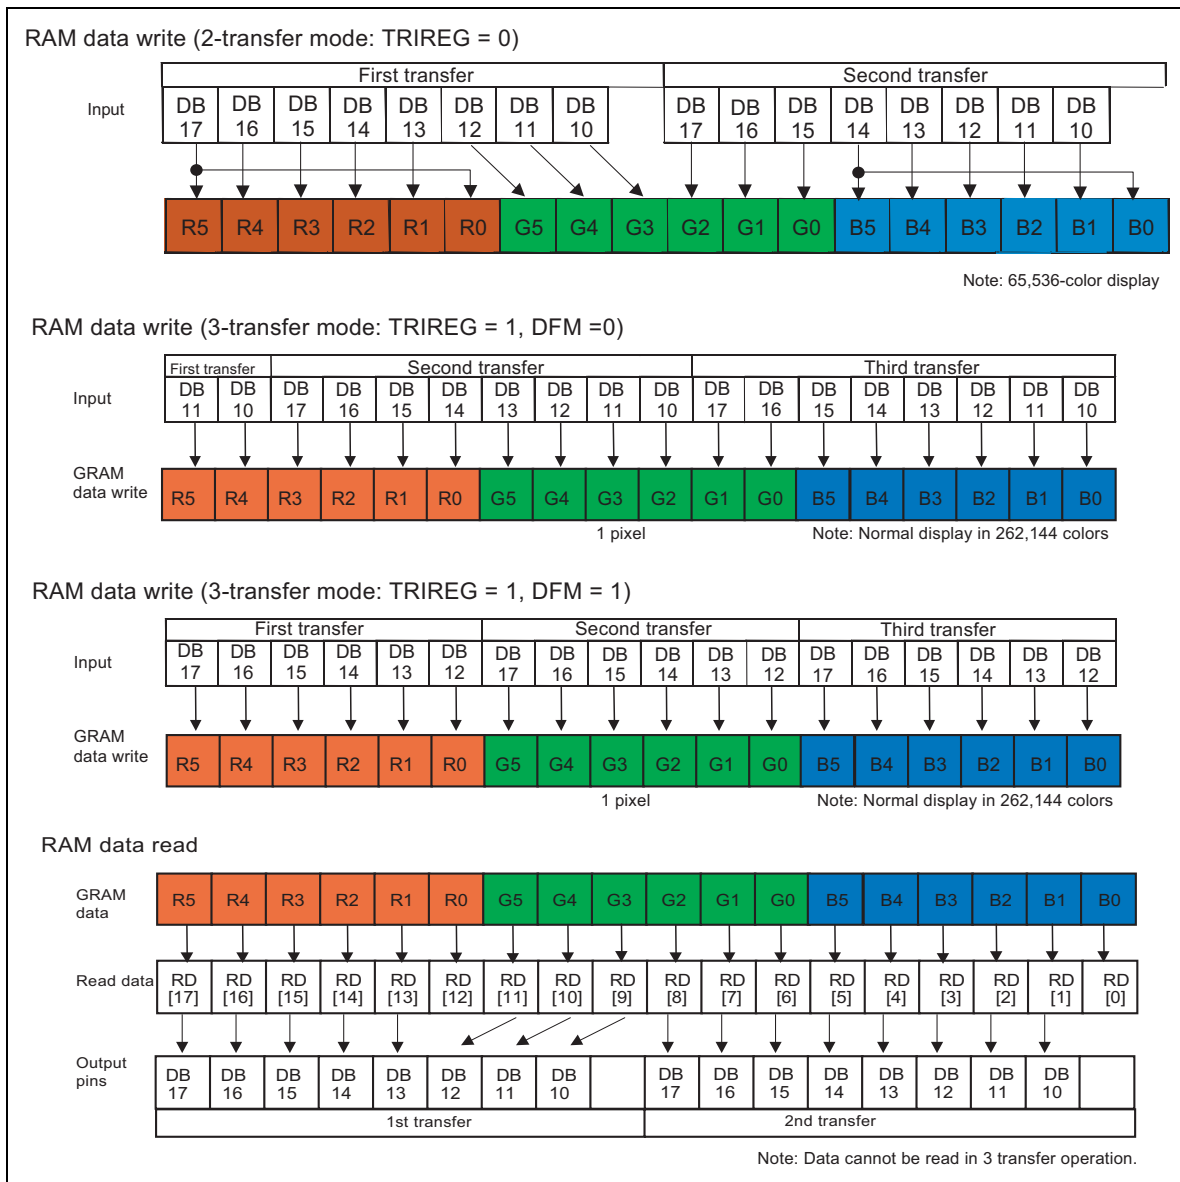 RAM data write (2-transfer mode: TRIREG = 0)
First transfer Second transfer
Input
DB 17 DB 16 DB 15 DB 14 DB 13 DB 12 DB 11 DB 10 DB 17 DB 16 DB 15 DB 14 DB 13 DB 12 DB 11 DB 10
R5 R4 R3 R2 R1 R0 G5 G4 G3 G2 G1 G0 B5 B4 B3 B2 B1 B0
Note: 65,536-color display
RAM data write (3-transfer mode: TRIREG = 1, DFM =0)
First transfer Second transfer Third transfer
Input
DB 11 DB 10 DB 17 DB 16 DB 15 DB 14 DB 13 DB 12 DB 11 DB 10 DB 17 DB 16 DB 15 DB 14 DB 13 DB 12 DB 11 DB 10
GRAM
data write
R5 R4 R3 R2 R1 R0 G5 G4 G3 G2 G1 G0 B5 B4 B3 B2 B1 B0
1 pixel Note: Normal display in 262,144 colors
RAM data write (3-transfer mode: TRIREG = 1, DFM = 1)
First transfer Second transfer Third transfer
Input
DB 17 DB 16 DB 15 DB 14 DB 13 DB 12 DB 17 DB 16 DB 15 DB 14 DB 13 DB 12 DB 17 DB 16 DB 15 DB 14 DB 13 DB 12
GRAM
data write
R5 R4 R3 R2 R1 R0 G5 G4 G3 G2 G1 G0 B5 B4 B3 B2 B1 B0
1 pixel Note: Normal display in 262,144 colors
RAM data read
GRAM
data
R5 R4 R3 R2 R1 R0 G5 G4 G3 G2 G1 G0 B5 B4 B3 B2 B1 B0
Read data
RD [17] RD [16] RD [15] RD [14] RD [13] RD [12] RD [11] RD [10] RD [9] RD [8] RD [7] RD [6] RD [5] RD [4] RD [3] RD [2] RD [1] RD [0]
Output
pins
DB 17 DB 16 DB 15 DB 14 DB 13 DB 12 DB 11 DB 10 DB 17 DB 16 DB 15 DB 14 DB 13 DB 12 DB 11 DB 10
1st transfer 2nd transfer
Note: Data cannot be read in 3 transfer operation.